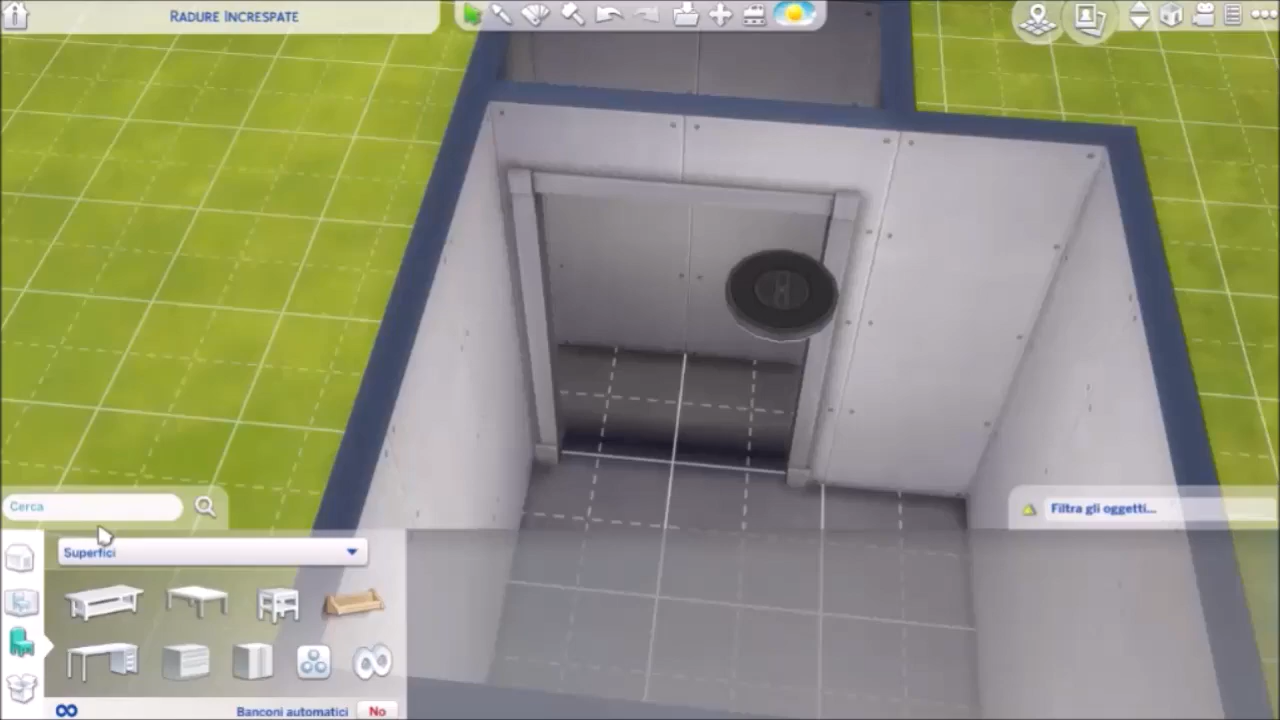 RADURE INCRESPATE
Cerca
Filtra gli oggetti...
Superfici
Banconi automatici No